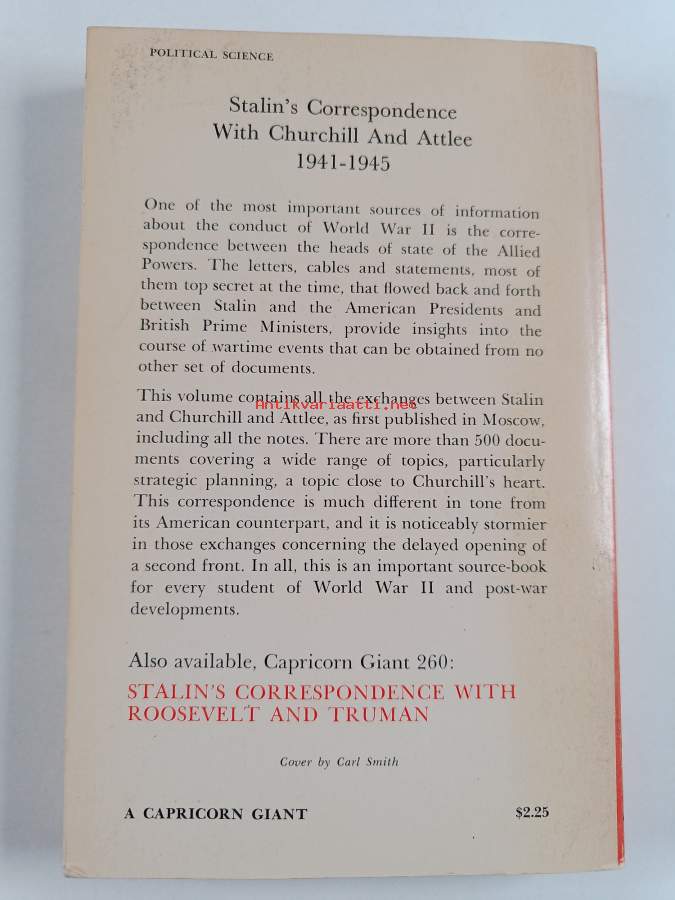 POLITICAL SCIENCE
Stalin's Correspondence
With Churchill And Attlee
1941-1945
One of the most important sources of information
about the conduct of World War II is the corre-
spondence between the heads of state of the Allied
Powers. The letters, cables and statements, most of
them top secret at the time, that flowed back and forth
between Stalin and the American Presidents and
British Prime Ministers, provide insights into the
course of wartime events that can be obtained from no
other set of documents.
This volume contains all the exchanges between Stalin
Antikvariaatti.net
and Churchill and Attlee, as first published in Moscow,
including all the notes. There are more than 500 docu-
ments covering a wide range of topics, particularly
strategic planning, a topic close to Churchill's heart.
This correspondence is much different in tone from
its American counterpart, and it is noticeably stormier
in those exchanges concerning the delayed opening of
a second front. In all, this is an important source-book
for every student of World War II and post-war
developments.
Also available, Capricorn Giant 260:
STALIN'S CORRESPONDENCE WITH
ROOSEVELT AND TRUMAN
Cover by Carl Smith
A CAPRICORN GIANT $2.25